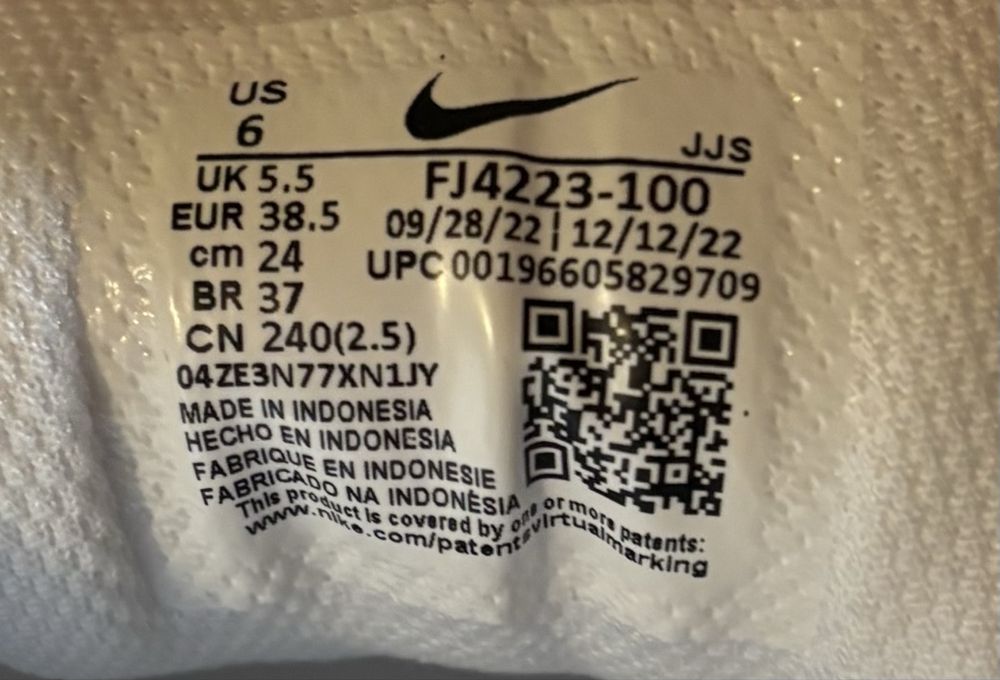 US
6
JJS
UK 5.5
EUR 38.5
cm 24
BR 37
CN 240(2.5)
FJ4223-100
09/28/22 | 12/12/22
UPC 00196605829709
04ZE3N77XN1JY
MADE IN INDONESIA
HECHO EN INDONESIA
FABRIQUE EN INDONESIE
FABRICADO NA INDONÉSIA
This product is covered by one or more patents:
www.nike.com/patentsvirtualmarking